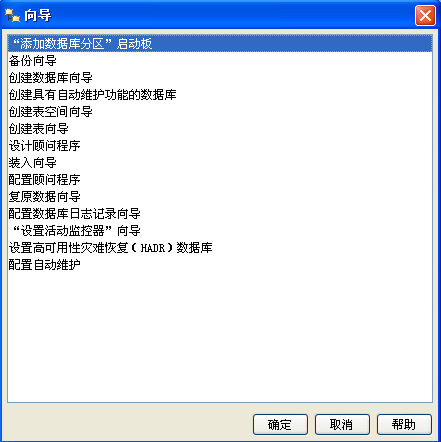 向导
“添加数据库分区”启动板
备份向导
创建数据库向导
创建具有自动维护功能的数据库
创建表空间向导
创建表向导
设计顾问程序
装入向导
配置顾问程序
复原数据向导
配置数据库日志记录向导
“设置活动监控器”向导
设置高可用性灾难恢复（HADR）数据库
配置自动维护
确定 取消 帮助